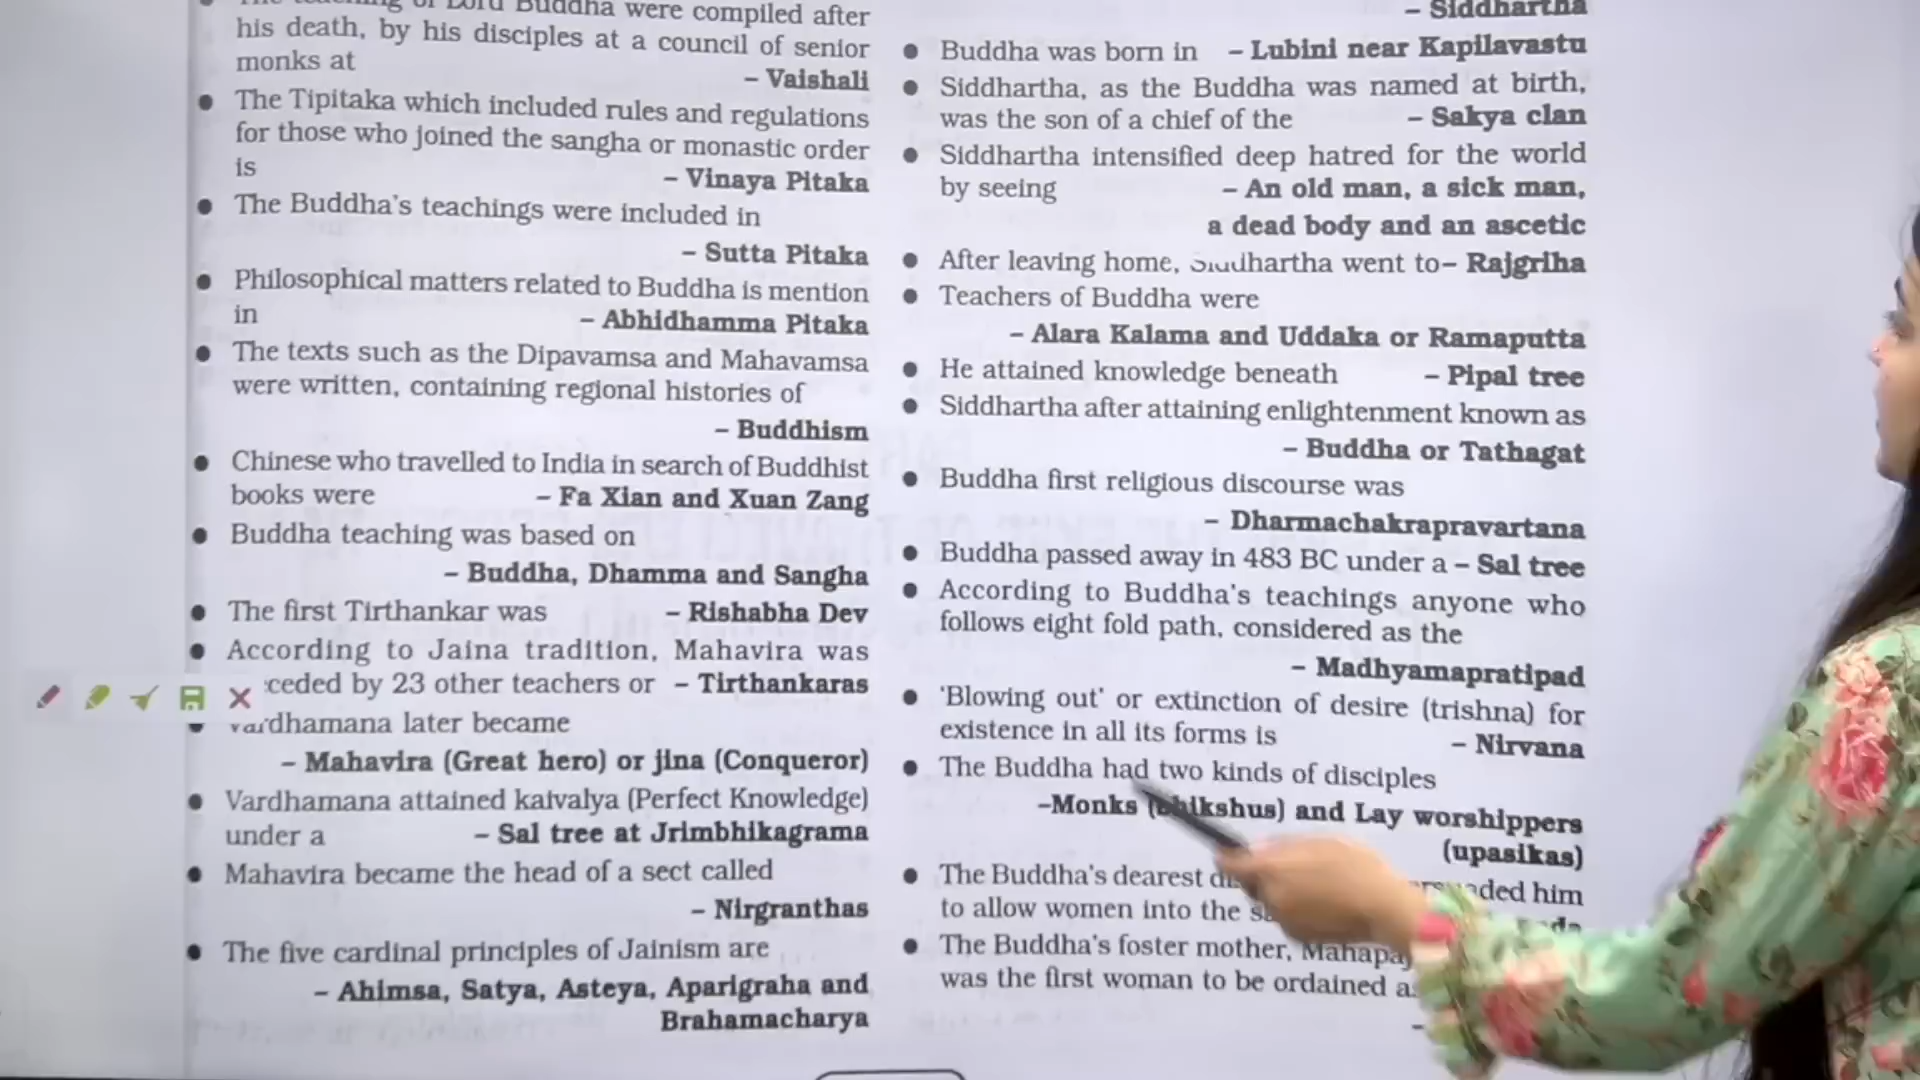 The teaching of Lord Buddha were compiled after
his death, by his disciples at a council of senior
monks at – Vaishali
● The Tipitaka which included rules and regulations
for those who joined the sangha or monastic order
is – Vinaya Pitaka
● The Buddha's teachings were included in
– Sutta Pitaka
● Philosophical matters related to Buddha is mention
in – Abhidhamma Pitaka
● The texts such as the Dipavamsa and Mahavamsa
were written, containing regional histories of
– Buddhism
● Chinese who travelled to India in search of Buddhist
books were – Fa Xian and Xuan Zang
● Buddha teaching was based on
– Buddha, Dhamma and Sangha
● The first Tirthankar was – Rishabha Dev
● According to Jaina tradition, Mahavira was
ceded by 23 other teachers or – Tirthankaras
● Vardhamana later became
– Mahavira (Great hero) or jina (Conqueror)
● Vardhamana attained kaivalya (Perfect Knowledge)
under a – Sal tree at Jrimbhikagrama
● Mahavira became the head of a sect called
– Nirgranthas
● The five cardinal principles of Jainism are
– Ahimsa, Satya, Asteya, Aparigraha and
Brahamacharya
– Siddhartha
● Buddha was born in – Lubini near Kapilavastu
● Siddhartha, as the Buddha was named at birth,
was the son of a chief of the – Sakya clan
● Siddhartha intensified deep hatred for the world
by seeing – An old man, a sick man,
a dead body and an ascetic
● After leaving home, Siddhartha went to– Rajgriha
● Teachers of Buddha were
– Alara Kalama and Uddaka or Ramaputta
● He attained knowledge beneath – Pipal tree
● Siddhartha after attaining enlightenment known as
– Buddha or Tathagat
● Buddha first religious discourse was
– Dharmachakrapravartana
● Buddha passed away in 483 BC under a – Sal tree
● According to Buddha's teachings anyone who
follows eight fold path, considered as the
– Madhyamapratipad
● 'Blowing out' or extinction of desire (trishna) for
existence in all its forms is – Nirvana
● The Buddha had two kinds of disciples
–Monks (bhikshus) and Lay worshippers
(upasikas)
● The Buddha's dearest him
to allow women into the
● The Buddha's foster mother,
was the first woman to be ordained